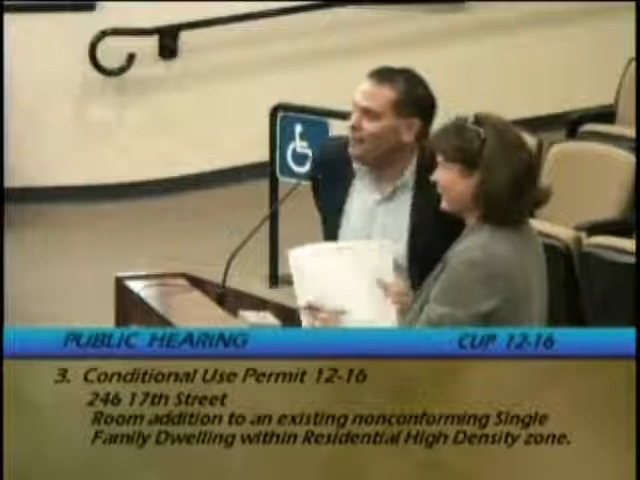 PUBLIC HEARING CUP 12-16
3. Conditional Use Permit 12-16
246 17th Street
Room addition to an existing nonconforming Single
Family Dwelling within Residential High Density zone.